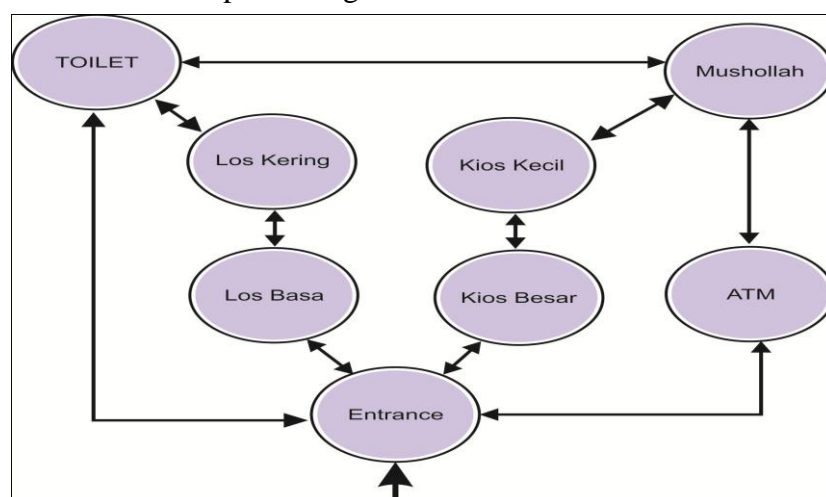 TOILET
Mushollah
Los Kering
Kios Kecil
Los Basa
Kios Besar
ATM
Entrance